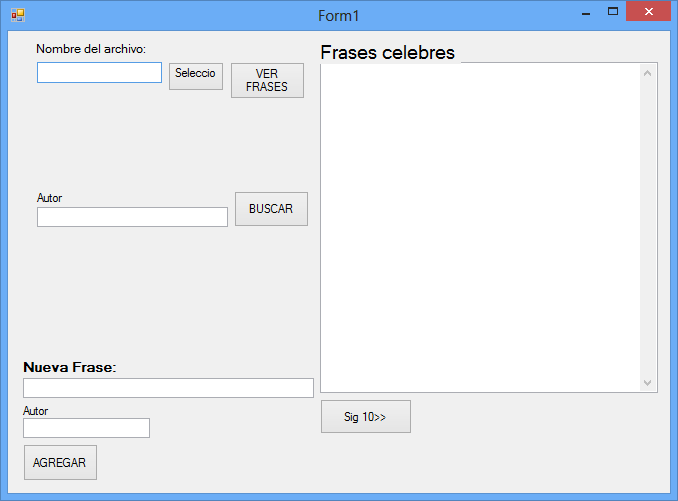 Form1
Nombre del archivo:
Seleccio
VER
FRASES
Frases celebres
Autor
BUSCAR
Nueva Frase:
Autor
AGREGAR
Sig 10>>